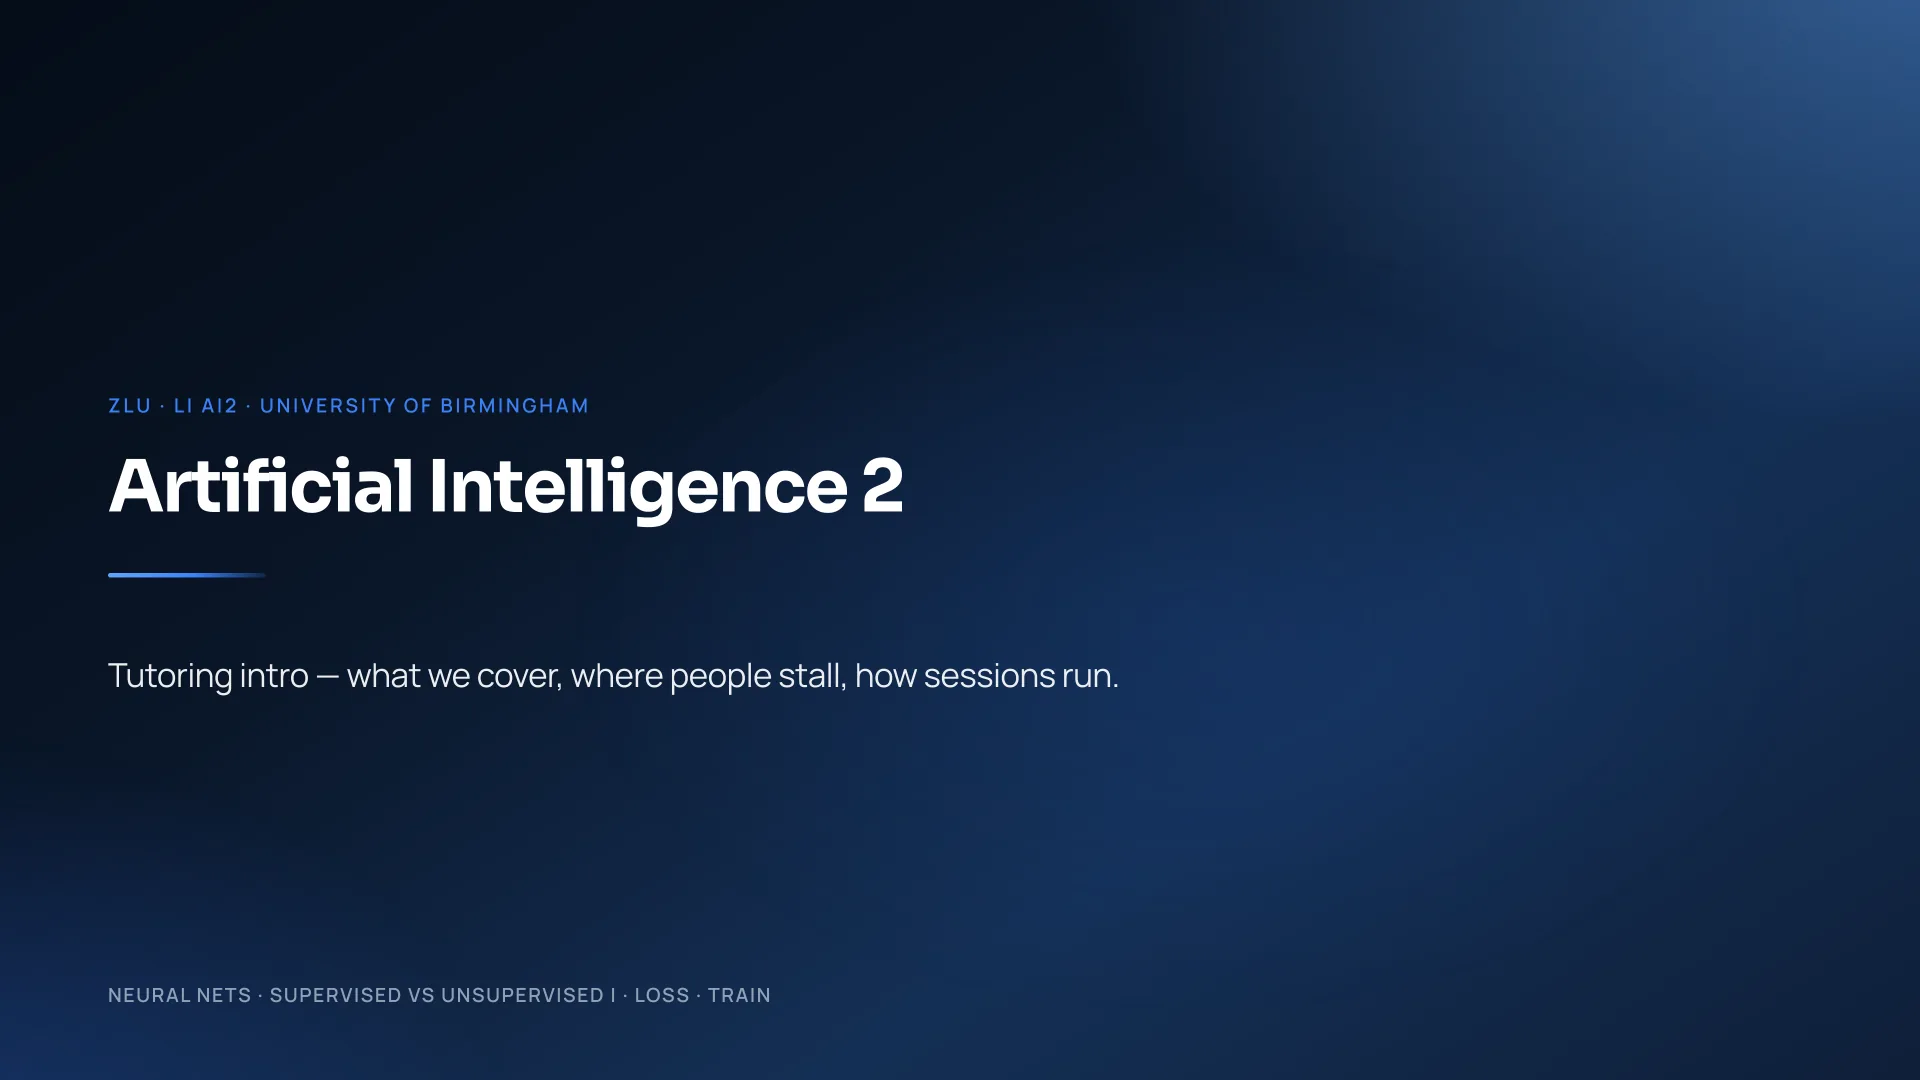 ZLU · LI AI2 · UNIVERSITY OF BIRMINGHAM
Artificial Intelligence 2
Tutoring intro — what we cover, where people stall, how sessions run.
NEURAL NETS · SUPERVISED VS UNSUPERVISED I · LOSS · TRAIN